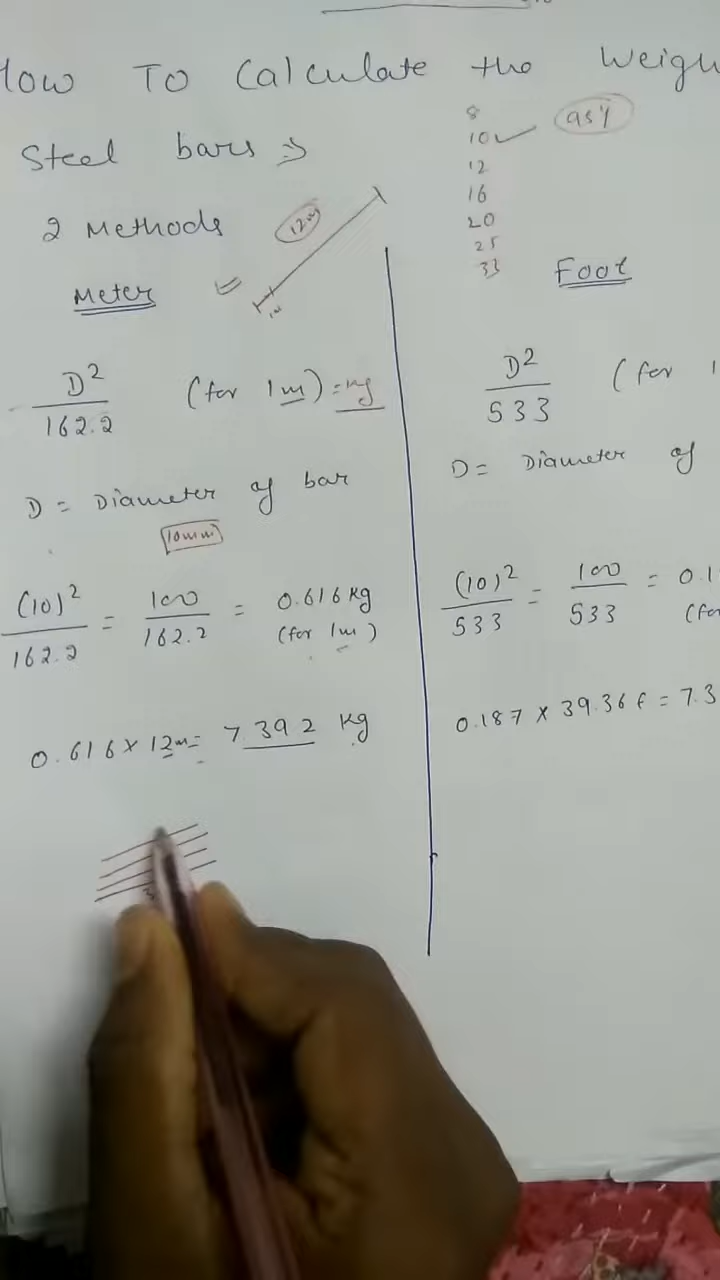 How To Calculate the Weigh
Steel bars ⇒
8
10 ✓ 95%
12
16
20
25
33
2 Methods
12m
Meter
D²/162.2 (for 1m) = kg
D = Diameter of bar
10mm
(10)²/162.2 = 100/162.2 = 0.616 kg
(for 1m)
0.616 × 12m = 7.392 kg
Foot
D²/533 (for 1
D = Diameter of
(10)²/533 = 100/533 = 0.1
(for
0.187 × 39.36 f = 7.3